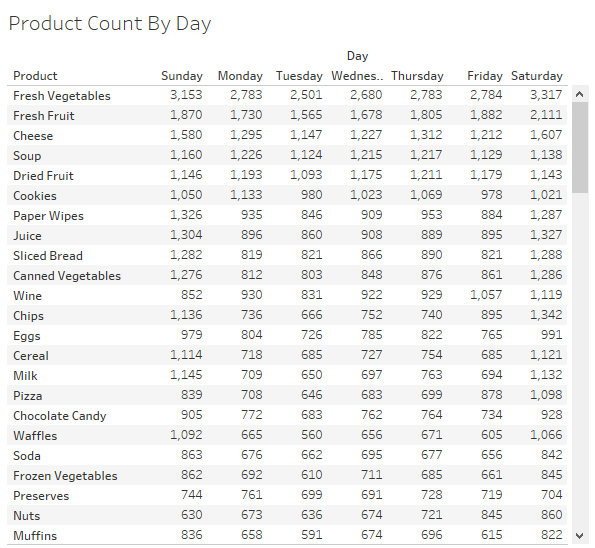 Product Count By Day
Day
Product Sunday Monday Tuesday Wednes.. Thursday Friday Saturday
Fresh Vegetables 3,153 2,783 2,501 2,680 2,783 2,784 3,317
Fresh Fruit 1,870 1,730 1,565 1,678 1,805 1,882 2,111
Cheese 1,580 1,295 1,147 1,227 1,312 1,212 1,607
Soup 1,160 1,226 1,124 1,215 1,217 1,129 1,138
Dried Fruit 1,146 1,193 1,093 1,175 1,211 1,179 1,143
Cookies 1,050 1,133 980 1,023 1,069 978 1,021
Paper Wipes 1,326 935 846 909 953 884 1,287
Juice 1,304 896 860 908 889 895 1,327
Sliced Bread 1,282 819 821 866 890 821 1,288
Canned Vegetables 1,276 812 803 848 876 861 1,286
Wine 852 930 831 922 929 1,057 1,119
Chips 1,136 736 666 752 740 895 1,342
Eggs 979 804 726 785 822 765 991
Cereal 1,114 718 685 727 754 685 1,121
Milk 1,145 709 650 697 763 694 1,132
Pizza 839 708 646 683 699 878 1,098
Chocolate Candy 905 772 683 762 764 734 928
Waffles 1,092 665 560 656 671 605 1,066
Soda 863 676 662 695 677 656 842
Frozen Vegetables 862 692 610 711 685 661 845
Preserves 744 761 699 691 728 719 704
Nuts 630 673 636 674 721 845 860
Muffins 836 658 591 674 696 615 822